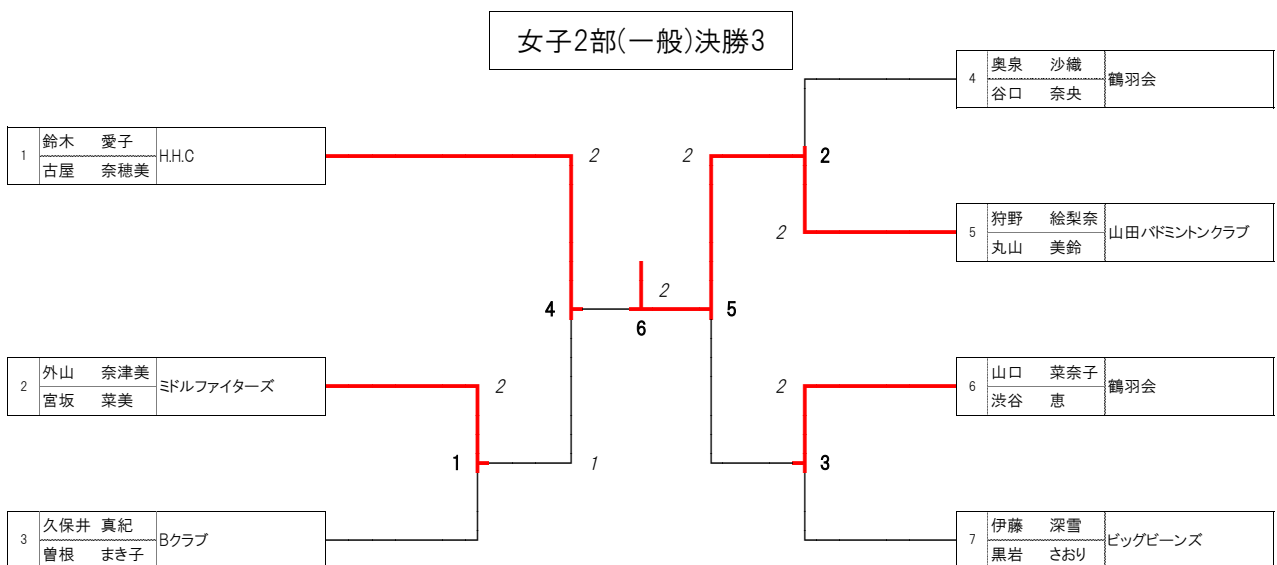 女子2部(一般)決勝3
1
鈴木 愛子
古屋 奈穂美
H.H.C
2
外山 奈津美
宮坂 菜美
ミドルファイターズ
3
久保井 真紀
曽根 まき子
Bクラブ
2
4
2
1
1
2
6
2
5
2
2
2
3
4
奥泉 沙織
谷口 奈央
鶴羽会
5
狩野 絵梨奈
丸山 美鈴
山田バドミントンクラブ
6
山口 菜奈子
渋谷 恵
鶴羽会
7
伊藤 深雪
黒岩 さおり
ビッグビーンズ